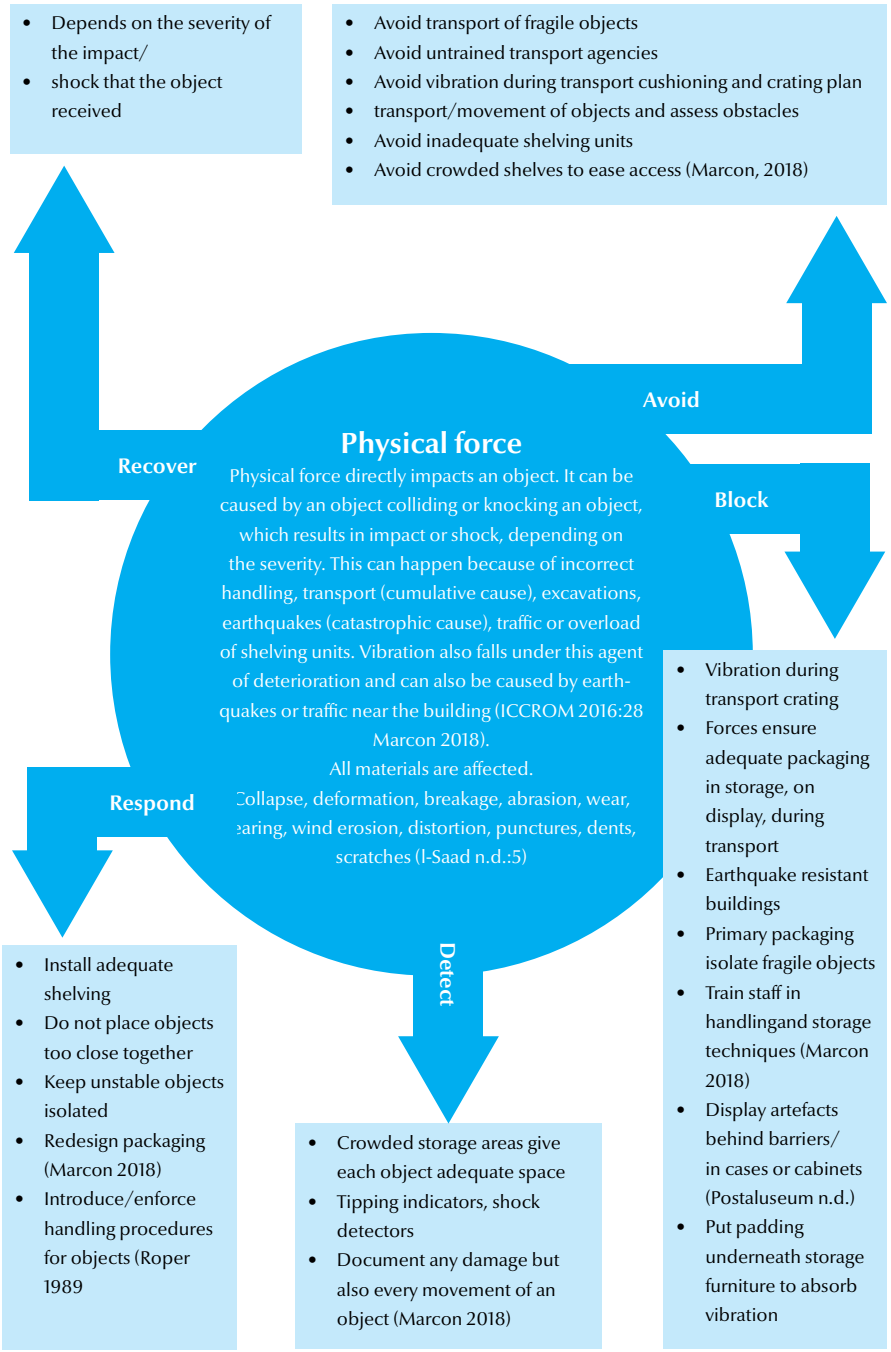 • Depends on the severity of
the impact/
• shock that the object
received
• Avoid transport of fragile objects
• Avoid untrained transport agencies
• Avoid vibration during transport cushioning and crating plan
• transport/movement of objects and assess obstacles
• Avoid inadequate shelving units
• Avoid crowded shelves to ease access (Marcon, 2018)
Avoid
Recover
Block
Physical force
Physical force directly impacts an object. It can be
caused by an object colliding or knocking an object,
which results in impact or shock, depending on
the severity. This can happen because of incorrect
handling, transport (cumulative cause), excavations,
earthquakes (catastrophic cause), traffic or overload
of shelving units. Vibration also falls under this agent
of deterioration and can also be caused by earth-
quakes or traffic near the building (ICCROM 2016:28
Marcon 2018).
All materials are affected.
Collapse, deformation, breakage, abrasion, wear,
earing, wind erosion, distortion, punctures, dents,
scratches (l-Saad n.d.:5)
Respond
Detect
• Install adequate
shelving
• Do not place objects
too close together
• Keep unstable objects
isolated
• Redesign packaging
(Marcon 2018)
• Introduce/enforce
handling procedures
for objects (Roper
1989
• Crowded storage areas give
each object adequate space
• Tipping indicators, shock
detectors
• Document any damage but
also every movement of an
object (Marcon 2018)
• Vibration during
transport crating
• Forces ensure
adequate packaging
in storage, on
display, during
transport
• Earthquake resistant
buildings
• Primary packaging
isolate fragile objects
• Train staff in
handlingand storage
techniques (Marcon
2018)
• Display artefacts
behind barriers/
in cases or cabinets
(Postaluseum n.d.)
• Put padding
underneath storage
furniture to absorb
vibration